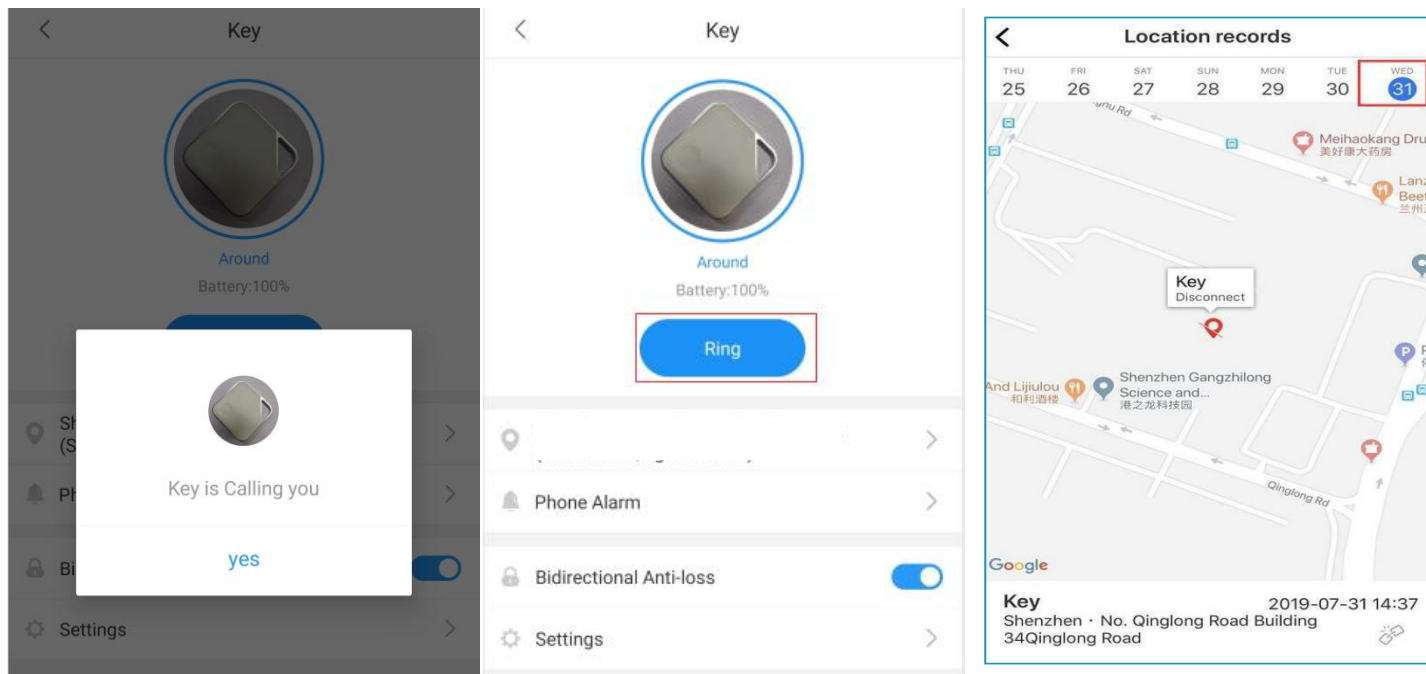 Key
Around
Battery:100%
Key is Calling you
yes
Settings
Key
Around
Battery:100%
Ring
Phone Alarm
Bidirectional Anti-loss
Settings
Location records
THU FRI SAT SUN MON TUE WED
25 26 27 28 29 30 31
Meihaokang Dru
美好康大药房
Key
Disconnect
And Lijiulou
和利酒楼
Shenzhen Gangzhilong
Science and...
港之龙科技园
P
Qinglong Rd
Google
Key
2019-07-31 14:37
Shenzhen · No. Qinglong Road Building
34Qinglong Road